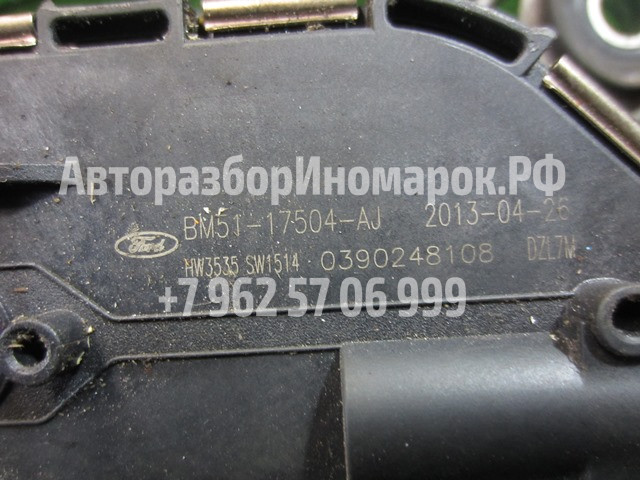 АвторазборИномарок.РФ
Ford BM51-17504-AJ 2013-04-26
HW3535 SW1514 0390248108 DZL7M
+7 962 57 06 999